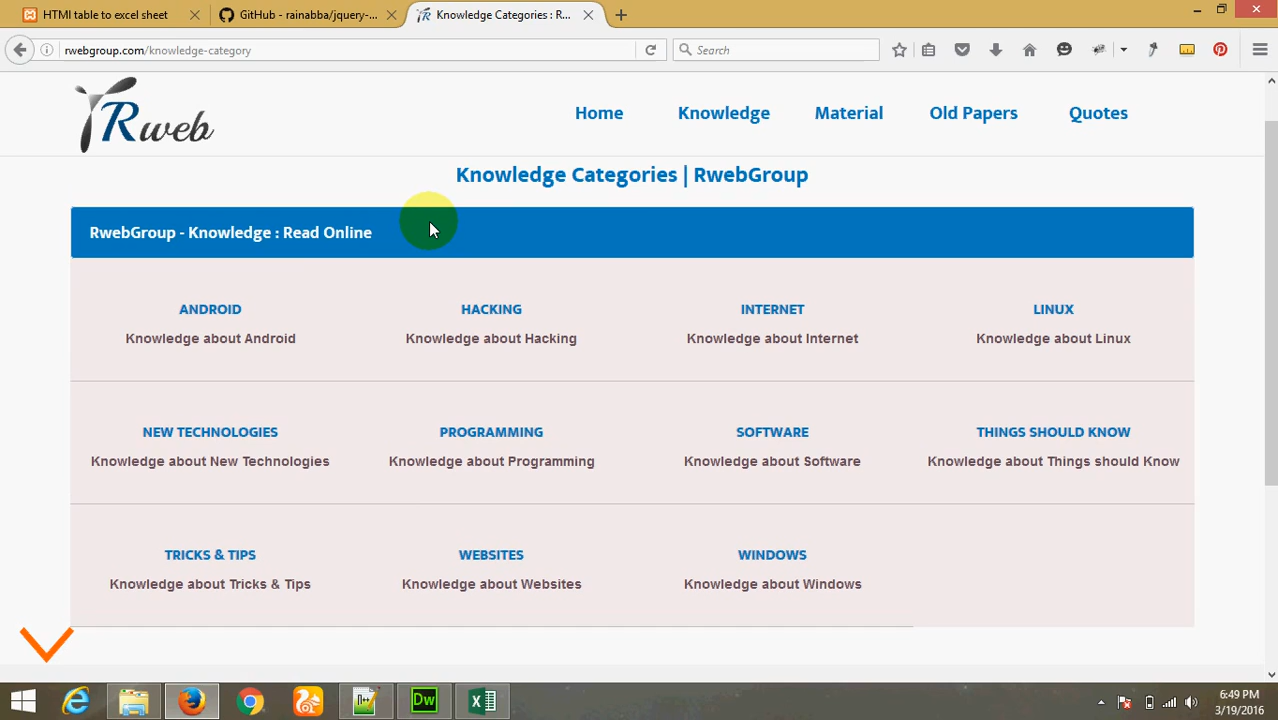 HTML table to excel sheet
GitHub - rainabba/jquery-...
Knowledge Categories : R...
rwebgroup.com/knowledge-category
Search
Rweb
Home
Knowledge
Material
Old Papers
Quotes
Knowledge Categories | RwebGroup
RwebGroup - Knowledge : Read Online
ANDROID
Knowledge about Android
HACKING
Knowledge about Hacking
INTERNET
Knowledge about Internet
LINUX
Knowledge about Linux
NEW TECHNOLOGIES
Knowledge about New Technologies
PROGRAMMING
Knowledge about Programming
SOFTWARE
Knowledge about Software
THINGS SHOULD KNOW
Knowledge about Things should Know
TRICKS & TIPS
Knowledge about Tricks & Tips
WEBSITES
Knowledge about Websites
WINDOWS
Knowledge about Windows
Dw
6:49 PM
3/19/2016